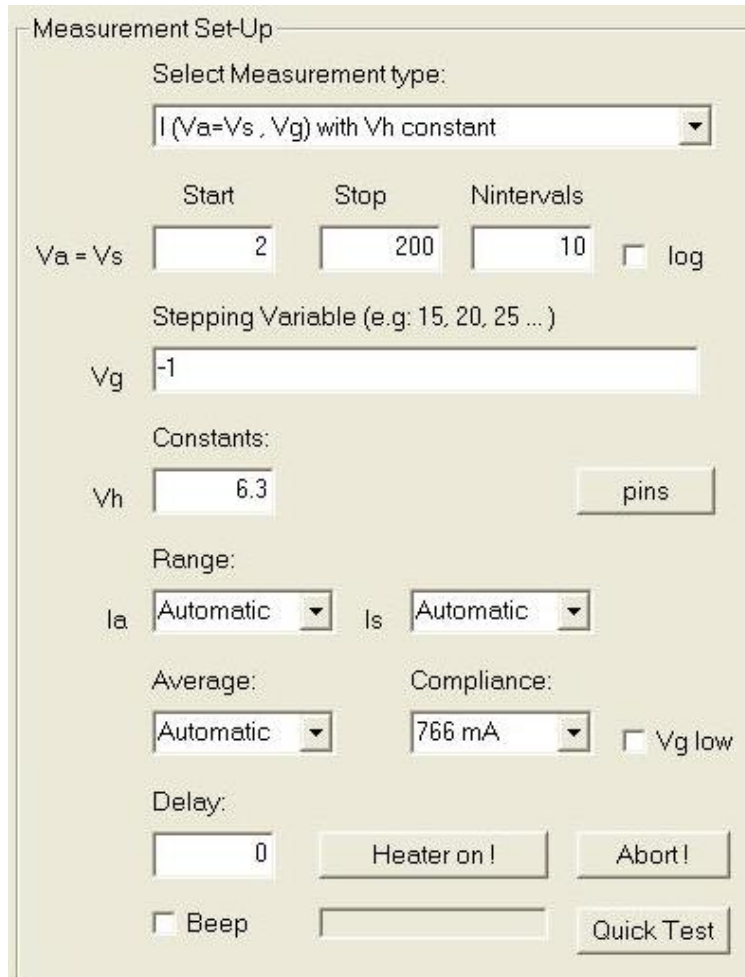 Measurement Set-Up
Select Measurement type:
I (Va=Vs , Vg) with Vh constant
Start Stop Nintervals
Va = Vs 2 200 10 log
Stepping Variable (e.g: 15, 20, 25 ... )
Vg -1
Constants:
Vh 6.3 pins
Range:
Ia Automatic Is Automatic
Average: Compliance:
Automatic 766 mA Vg low
Delay:
0 Heater on ! Abort !
Beep Quick Test